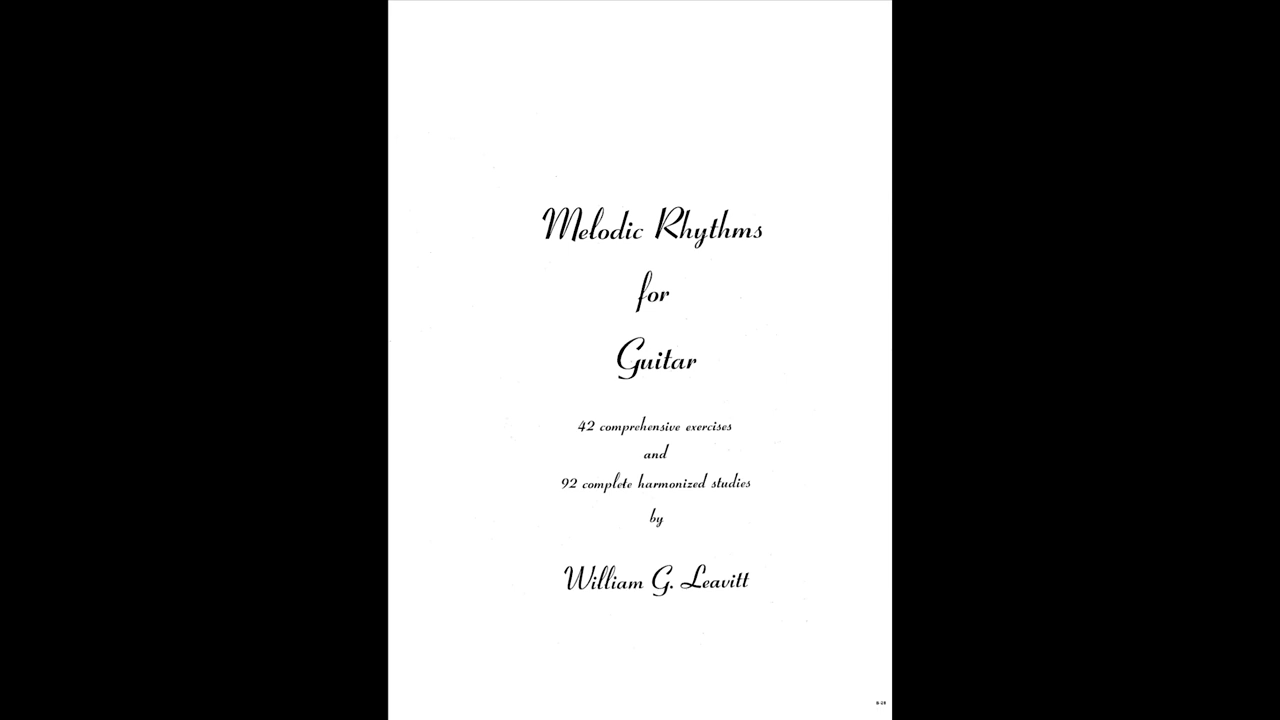 Melodic Rhythms
for
Guitar
42 comprehensive exercises
and
92 complete harmonized studies
by
William G. Leavitt